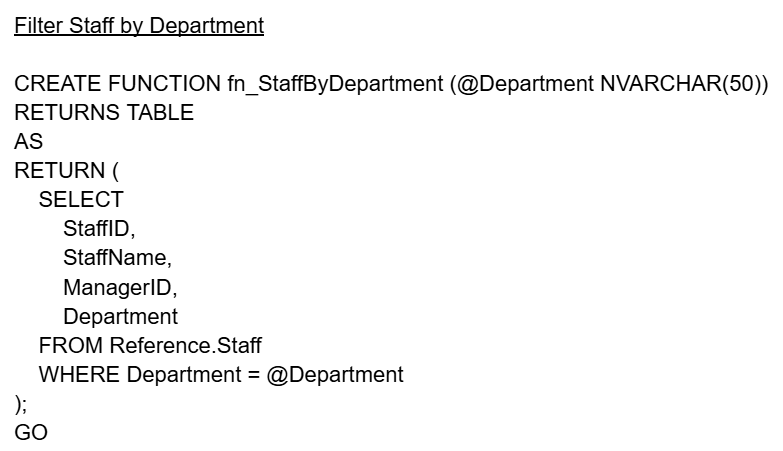 Filter Staff by Department
CREATE FUNCTION fn_StaffByDepartment (@Department NVARCHAR(50))
RETURNS TABLE
AS
RETURN (
SELECT
StaffID,
StaffName,
ManagerID,
Department
FROM Reference.Staff
WHERE Department = @Department
);
GO